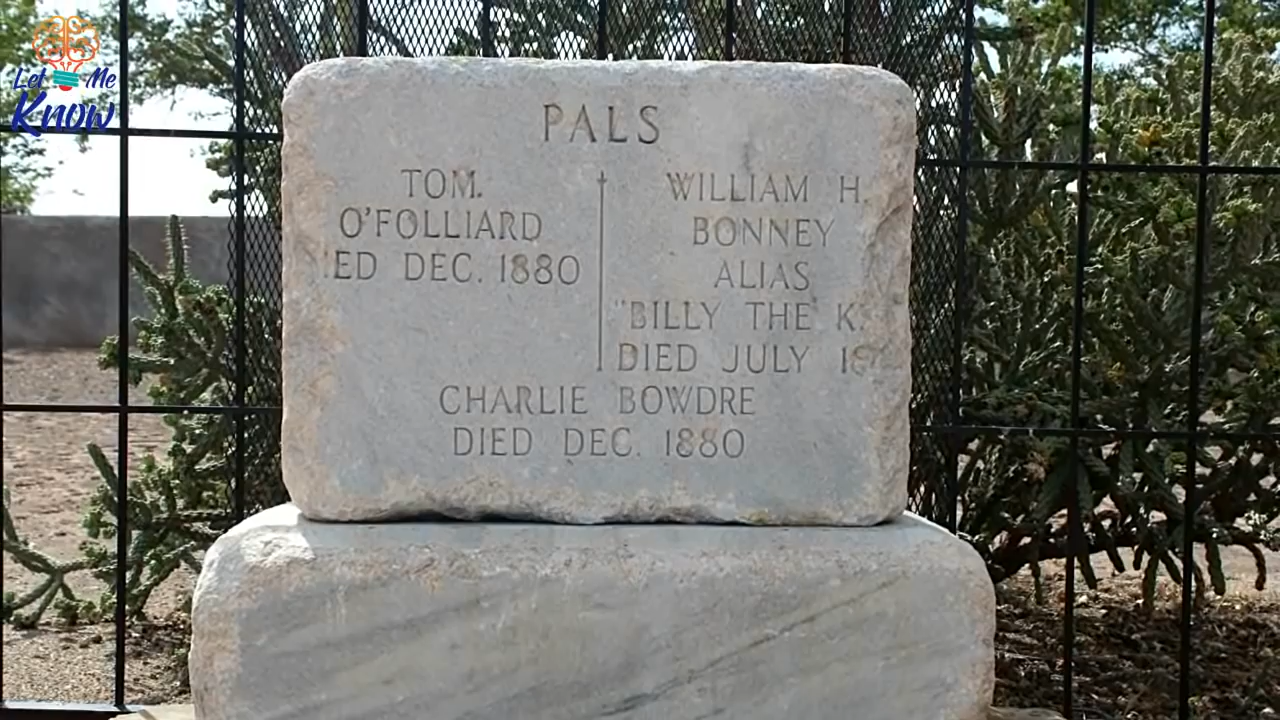 Let Me
Know
PALS
TOM.
O'FOLLIARD
ED DEC. 1880
WILLIAM H.
BONNEY
ALIAS
"BILLY THE K
DIED JULY 18
CHARLIE BOWDRE
DIED DEC. 1880